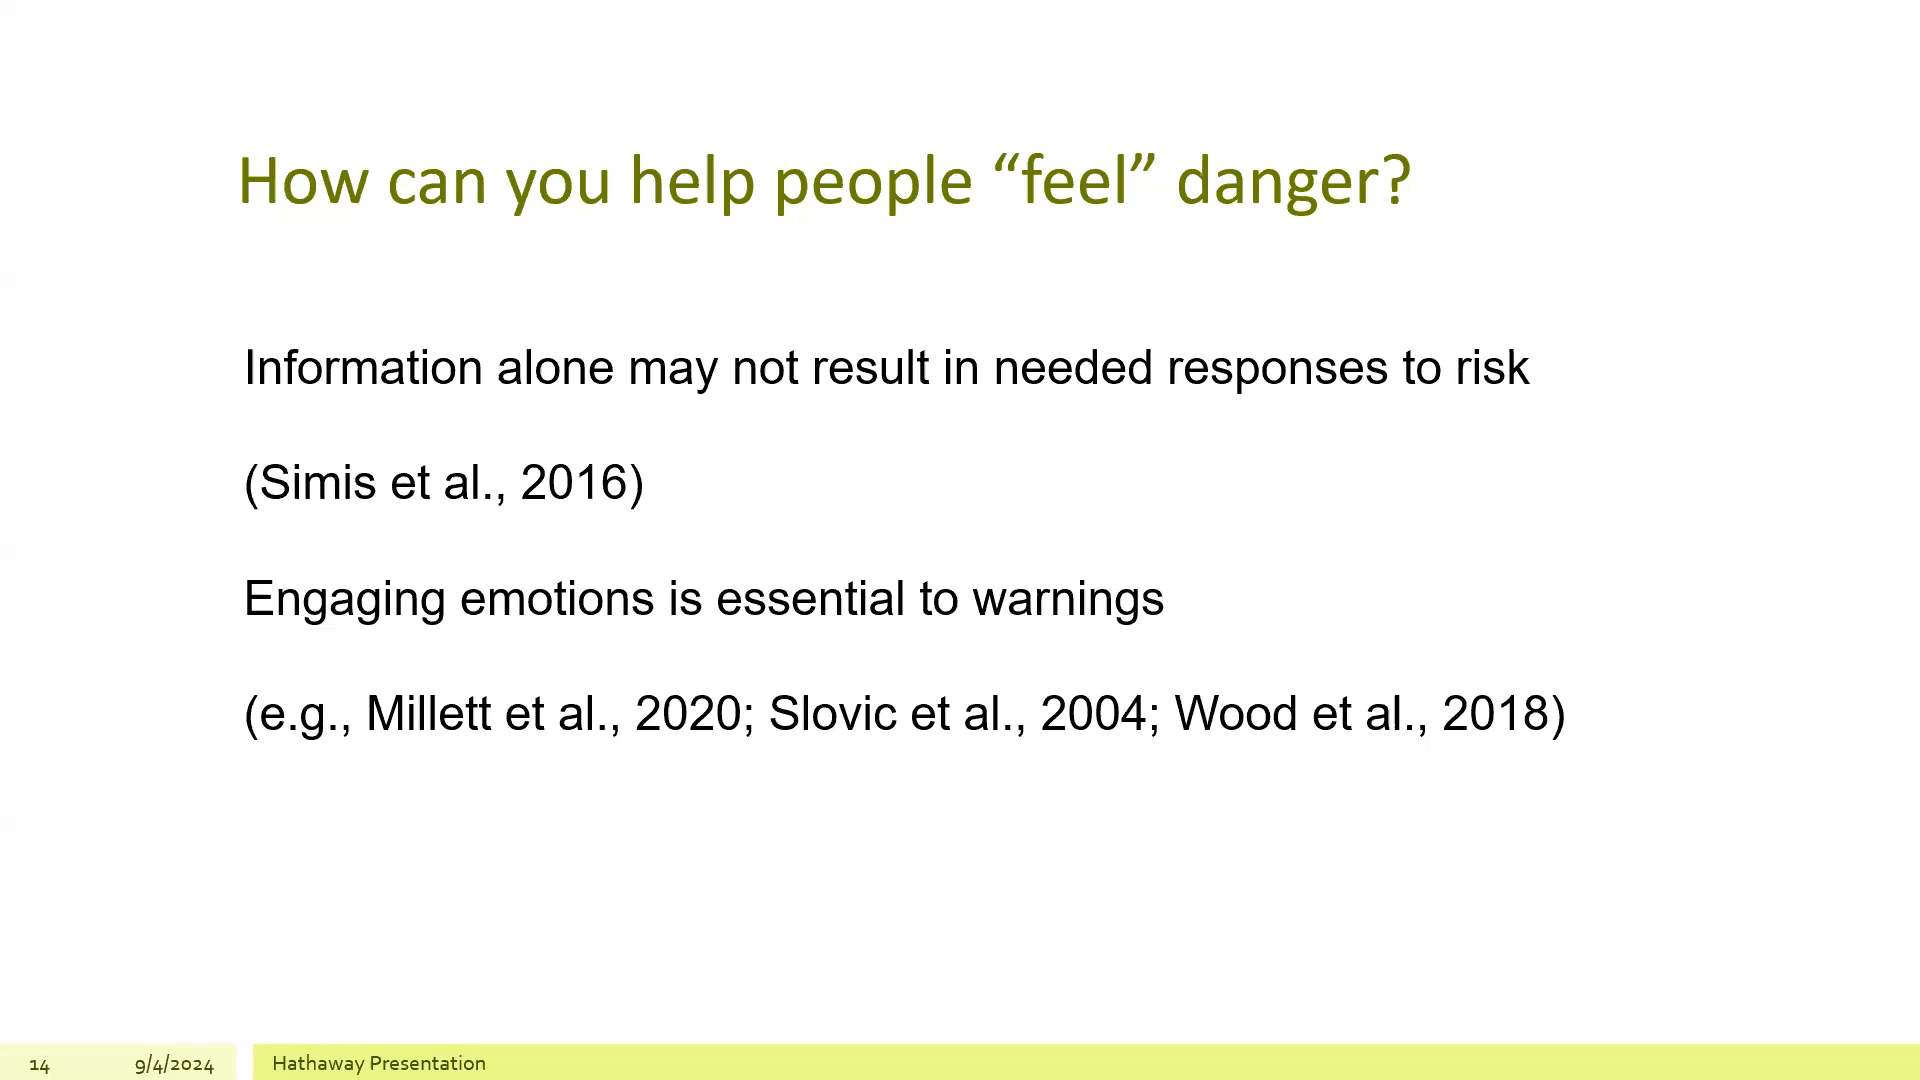 How can you help people “feel” danger?
Information alone may not result in needed responses to risk
(Simis et al., 2016)
Engaging emotions is essential to warnings
(e.g., Millett et al., 2020; Slovic et al., 2004; Wood et al., 2018)
14
9/4/2024
Hathaway Presentation